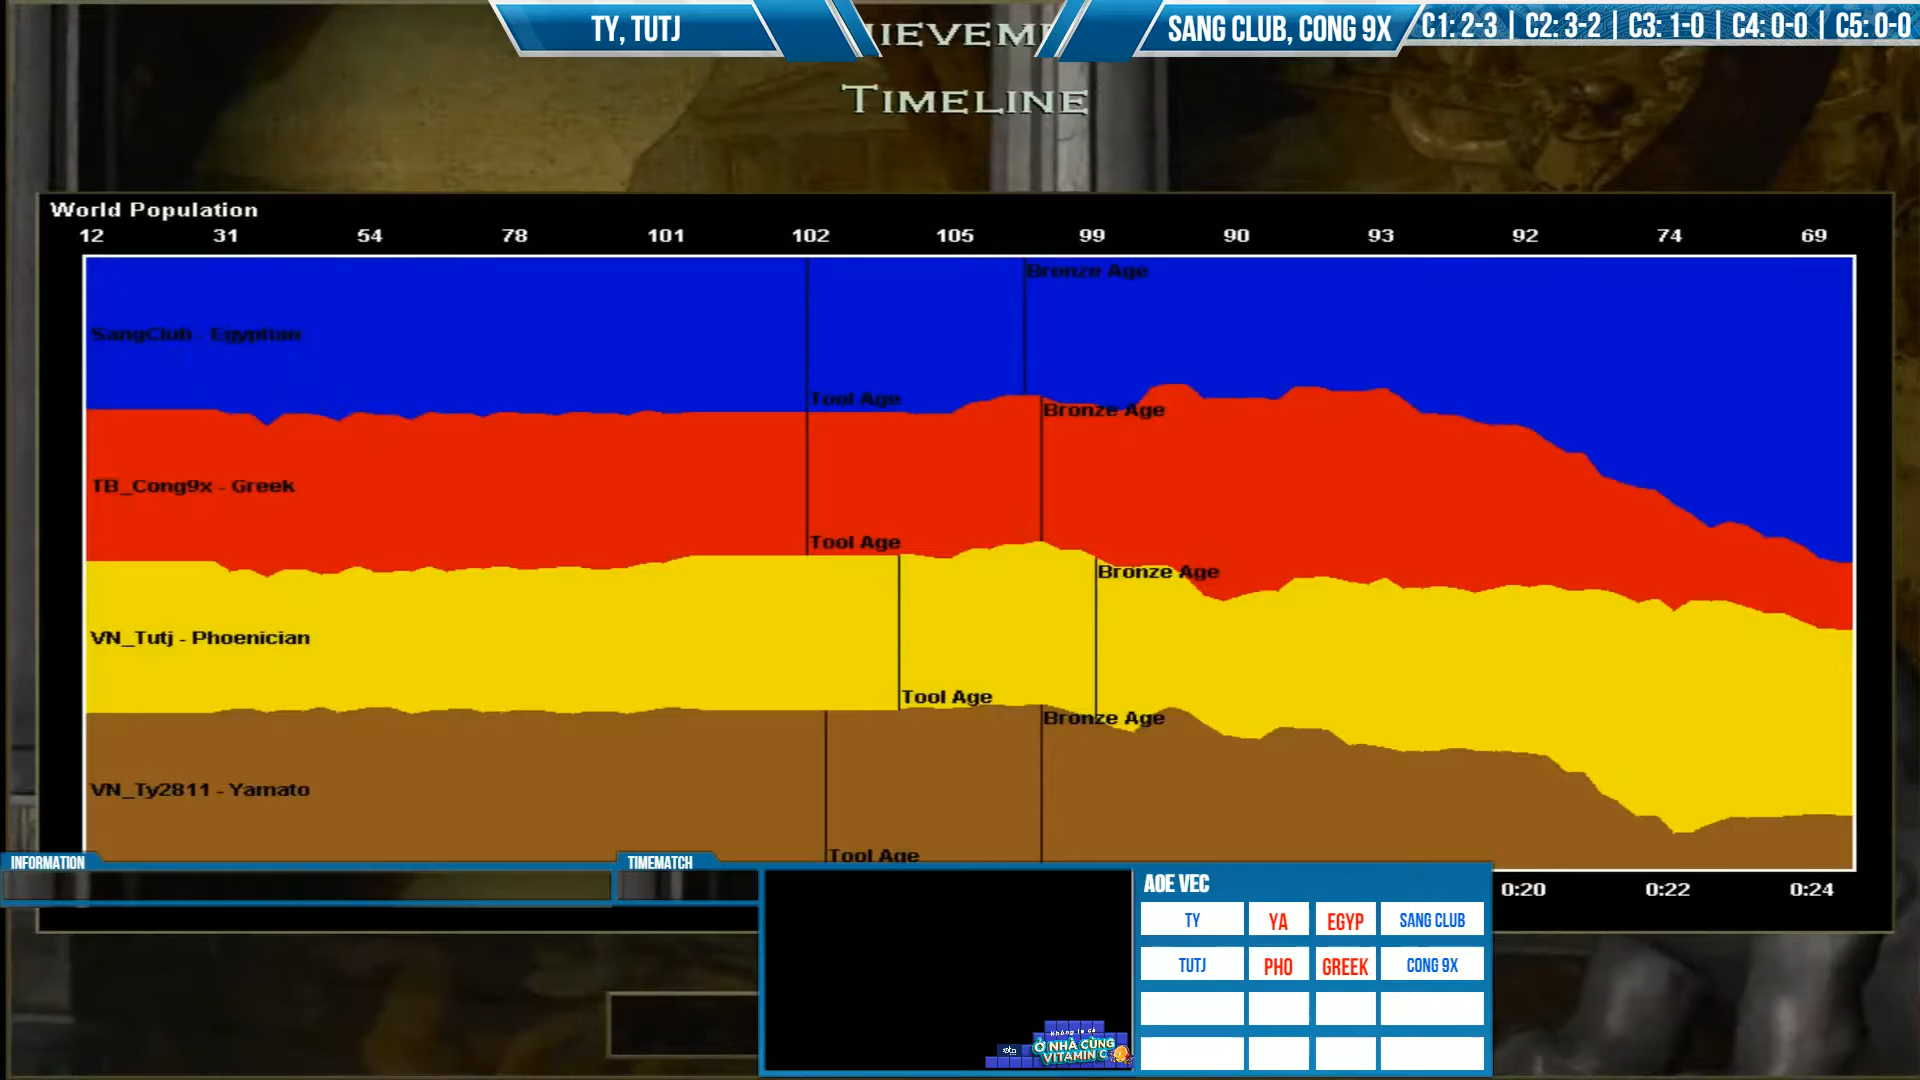 TY, TUTJ
SANG CLUB, CONG 9X
C1: 2-3 | C2: 3-2 | C3: 1-0 | C4: 0-0 | C5: 0-0
TIMELINE
World Population
12 31 54 78 101 102 105 99 90 93 92 74 69
Bronze Age
SangClub - Egyptian
Tool Age
Bronze Age
TB_Cong9x - Greek
Tool Age
Bronze Age
VN_Tutj - Phoenician
Tool Age
Bronze Age
VN_Ty2811 - Yamato
Tool Age
INFORMATION
TIMEMATCH
0:20 0:22 0:24
AOE VEC
TY YA EGYP SANG CLUB
TUTJ PHO GREEK CONG 9X
Không lo cả
Ở NHÀ CÙNG
VITAMIN C